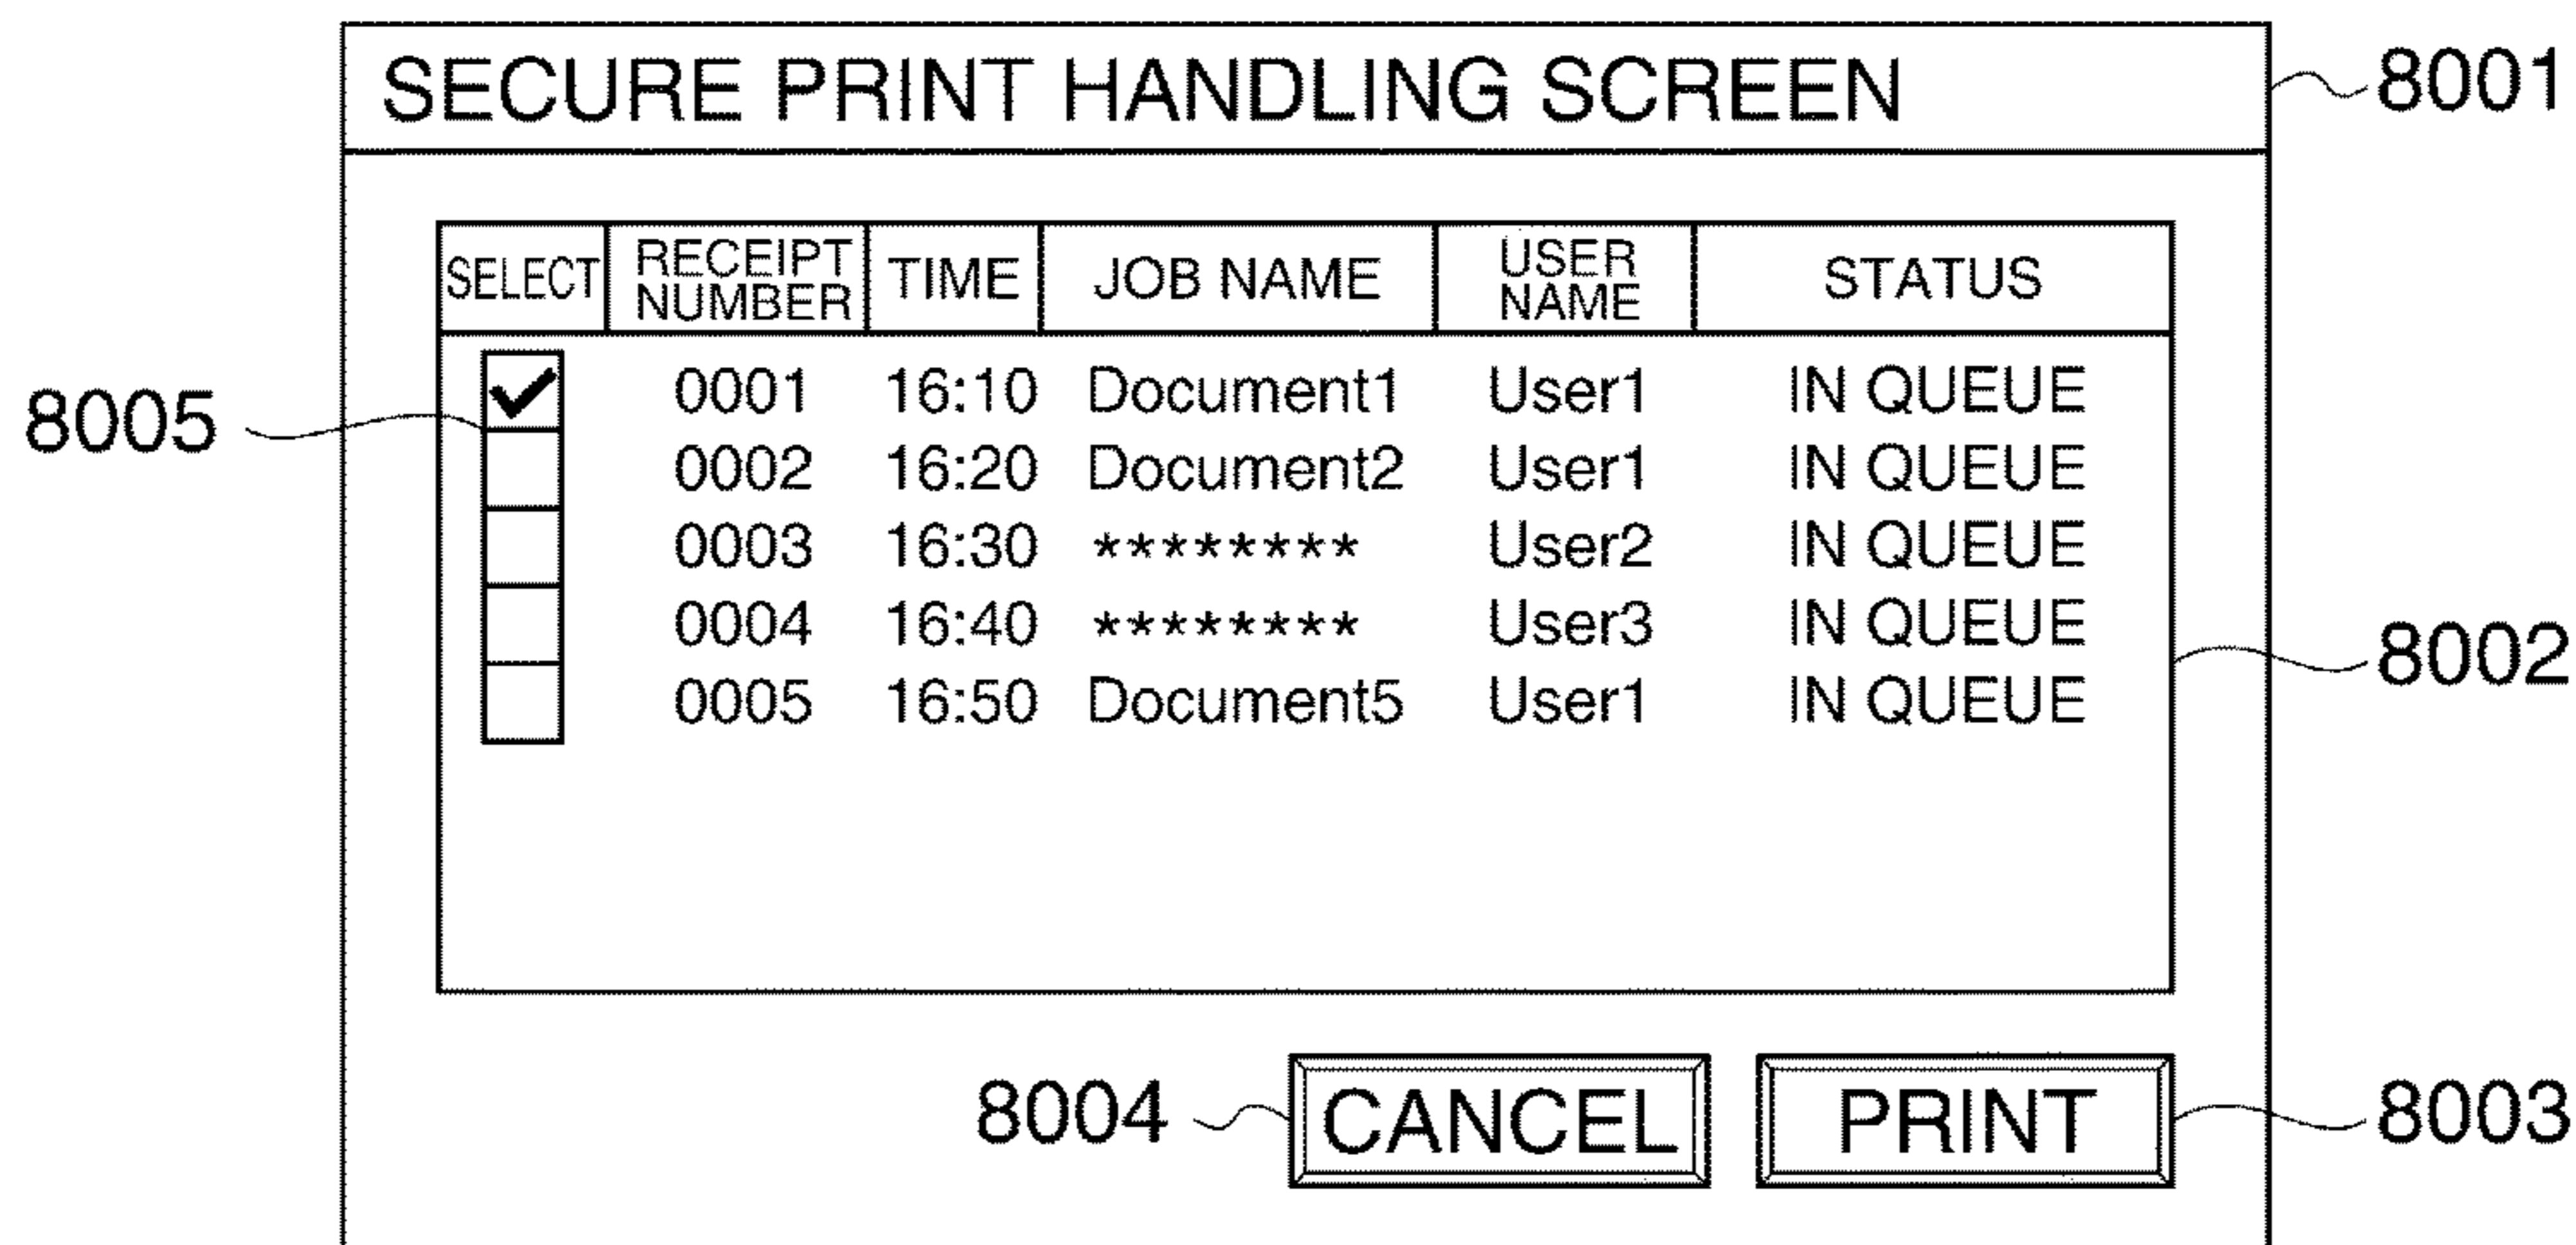 SECURE PRINT HANDLING SCREEN 8001
SELECT RECEIPT NUMBER TIME JOB NAME USER NAME STATUS
8005 0001 16:10 Document1 User1 IN QUEUE
0002 16:20 Document2 User1 IN QUEUE
0003 16:30 ******** User2 IN QUEUE
0004 16:40 ******** User3 IN QUEUE
8002
0005 16:50 Document5 User1 IN QUEUE
8004 CANCEL PRINT 8003